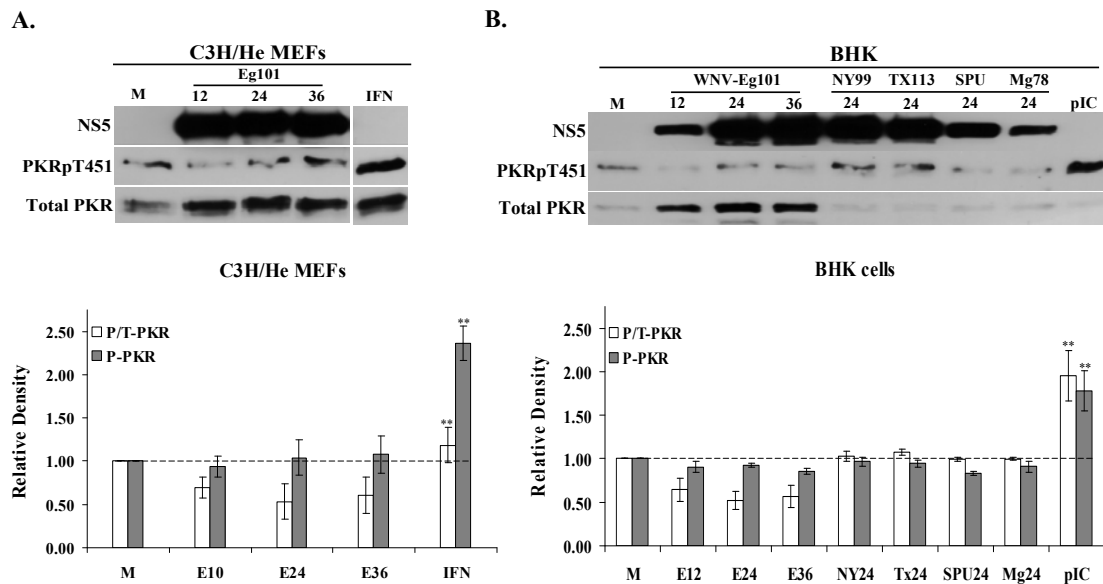 A.
C3H/He MEFs
Eg101
M 12 24 36 IFN
NS5
PKRpT451
Total PKR
C3H/He MEFs
P/T-PKR
P-PKR
Relative Density
2.50
2.00
1.50
1.00
0.50
0.00
**
**
M E10 E24 E36 IFN
B.
BHK
WNV-Eg101 NY99 TX113 SPU Mg78
M 12 24 36 24 24 24 24 pIC
NS5
PKRpT451
Total PKR
BHK cells
P/T-PKR
P-PKR
Relative Density
2.50
2.00
1.50
1.00
0.50
0.00
**
**
M E12 E24 E36 NY24 Tx24 SPU24 Mg24 pIC